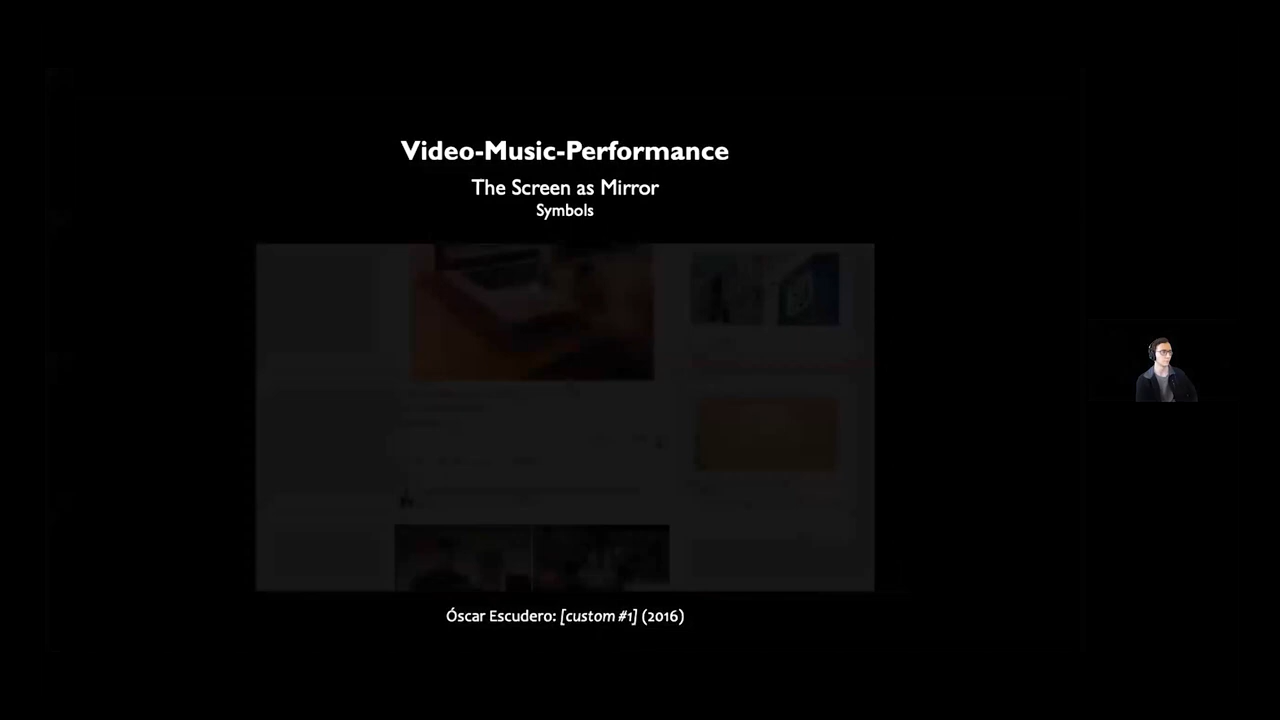 Video-Music-Performance
The Screen as Mirror
Symbols
Óscar Escudero: [custom #1] (2016)